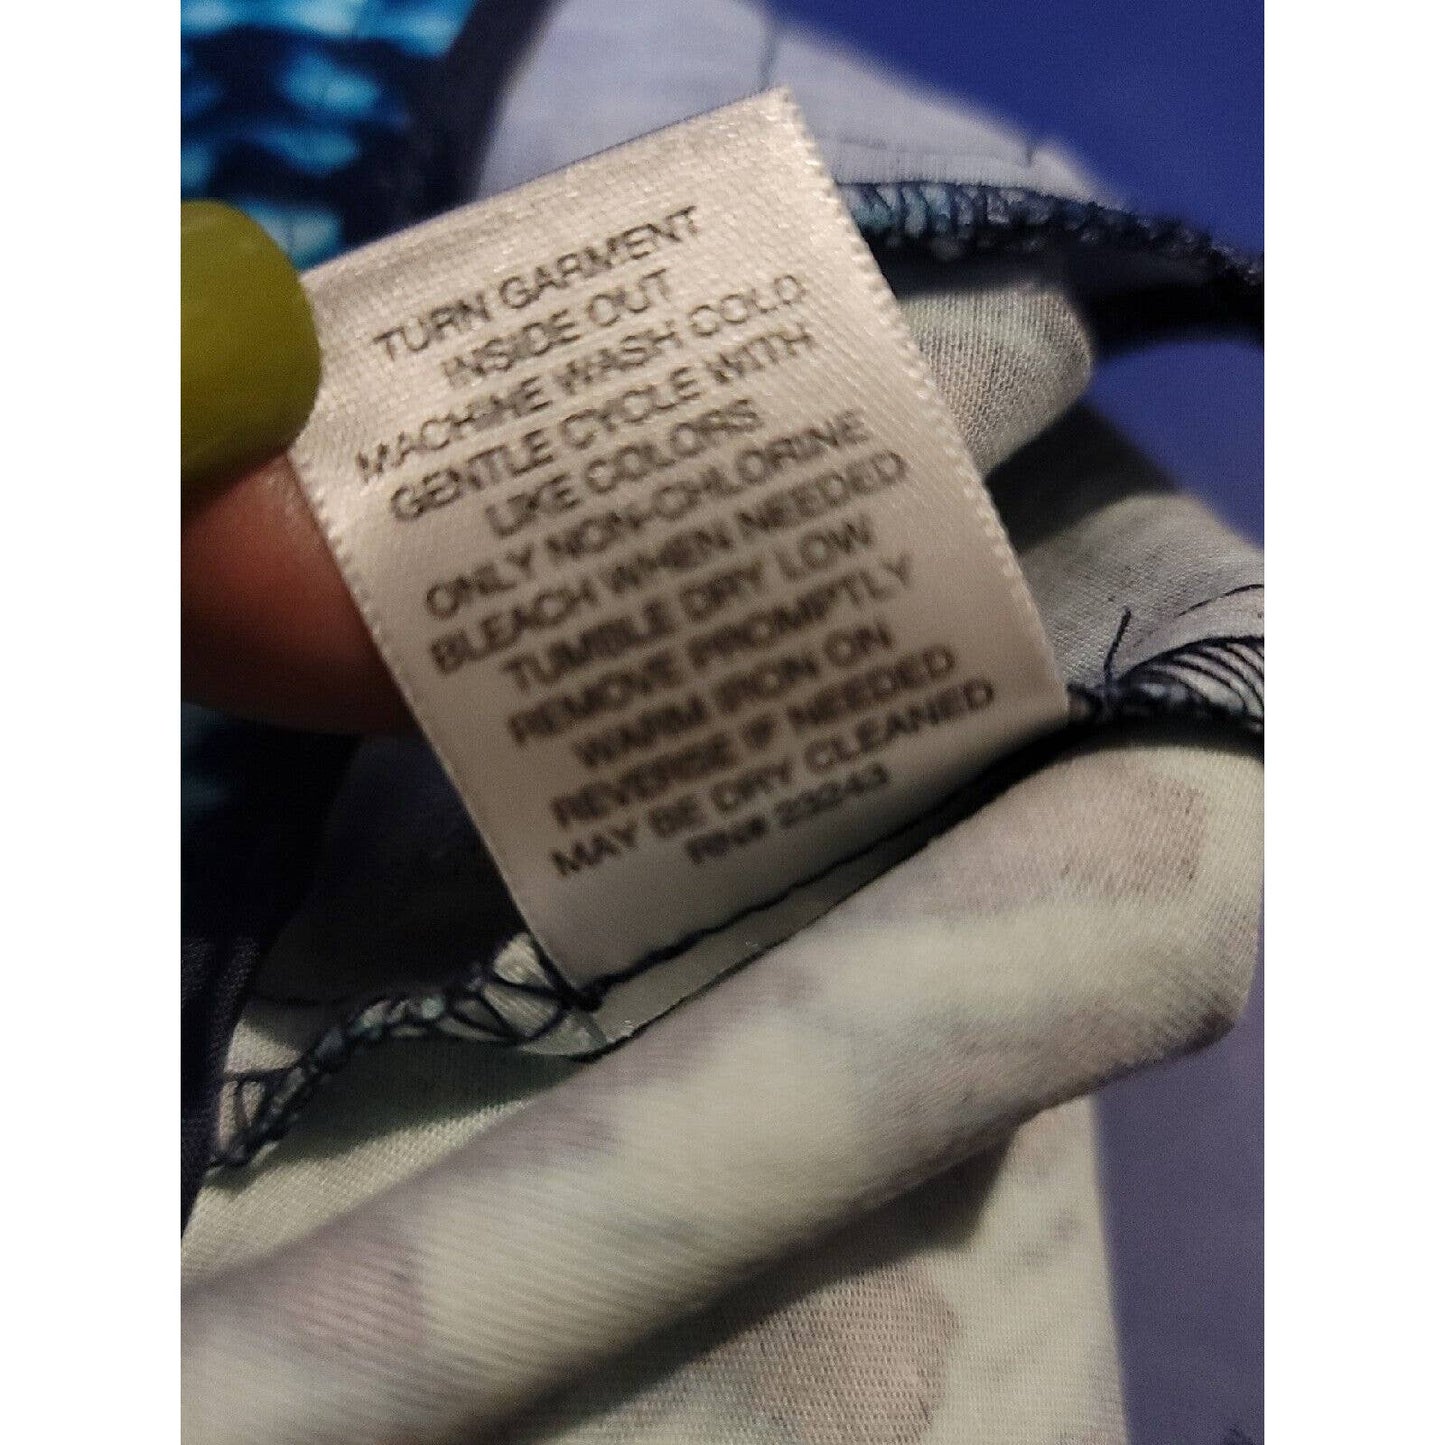 TURN GARMENT
INSIDE OUT
MACHINE WASH COLD
GENTLE CYCLE WITH
LIKE COLORS
ONLY NON-CHLORINE
BLEACH WHEN NEEDED
TUMBLE DRY LOW
REMOVE PROMPTLY
WARM IRON ON
REVERSE IF NEEDED
MAY BE DRY CLEANED
RN# 23243